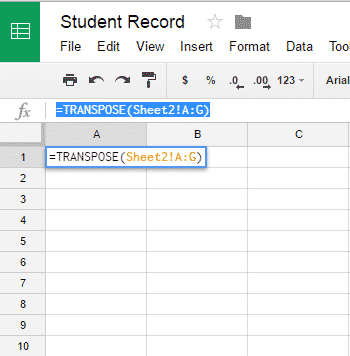 Student Record
File Edit View Insert Format Data Too
$ % .0 .00 123 Arial
fx =TRANSPOSE(Sheet2!A:G)
A B C
1 =TRANSPOSE(Sheet2!A:G)
2
3
4
5
6
7
8
9
10